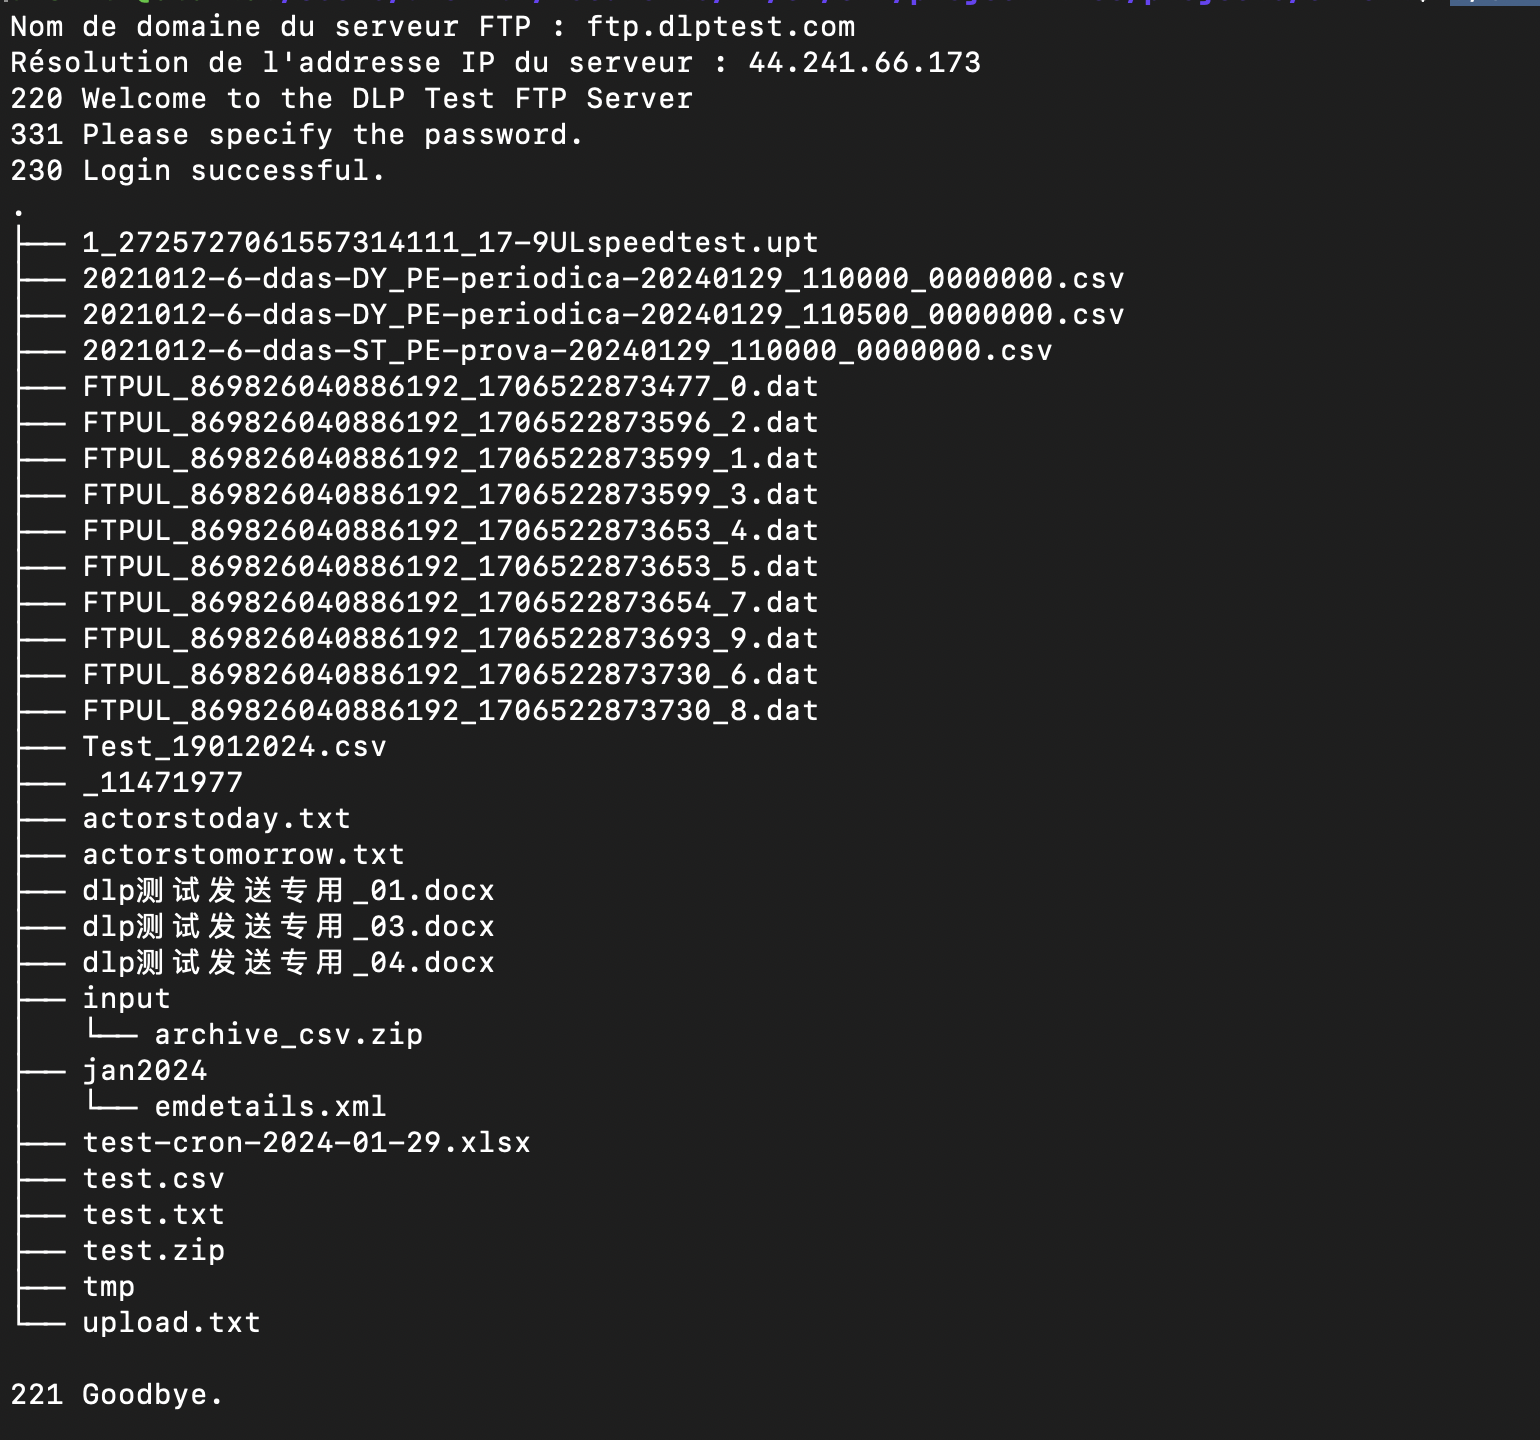 Nom de domaine du serveur FTP : ftp.dlptest.com
Résolution de l'addresse IP du serveur : 44.241.66.173
220 Welcome to the DLP Test FTP Server
331 Please specify the password.
230 Login successful.
.
├── 1_2725727061557314111_17-9ULspeedtest.upt
├── 2021012-6-ddas-DY_PE-periodica-20240129_110000_0000000.csv
├── 2021012-6-ddas-DY_PE-periodica-20240129_110500_0000000.csv
├── 2021012-6-ddas-ST_PE-prova-20240129_110000_0000000.csv
├── FTPUL_869826040886192_1706522873477_0.dat
├── FTPUL_869826040886192_1706522873596_2.dat
├── FTPUL_869826040886192_1706522873599_1.dat
├── FTPUL_869826040886192_1706522873599_3.dat
├── FTPUL_869826040886192_1706522873653_4.dat
├── FTPUL_869826040886192_1706522873653_5.dat
├── FTPUL_869826040886192_1706522873654_7.dat
├── FTPUL_869826040886192_1706522873693_9.dat
├── FTPUL_869826040886192_1706522873730_6.dat
├── FTPUL_869826040886192_1706522873730_8.dat
├── Test_19012024.csv
├── _11471977
├── actorstoday.txt
├── actorstomorrow.txt
├── dlp测试发送专用_01.docx
├── dlp测试发送专用_03.docx
├── dlp测试发送专用_04.docx
├── input
│   └── archive_csv.zip
├── jan2024
│   └── emdetails.xml
├── test-cron-2024-01-29.xlsx
├── test.csv
├── test.txt
├── test.zip
├── tmp
└── upload.txt
221 Goodbye.